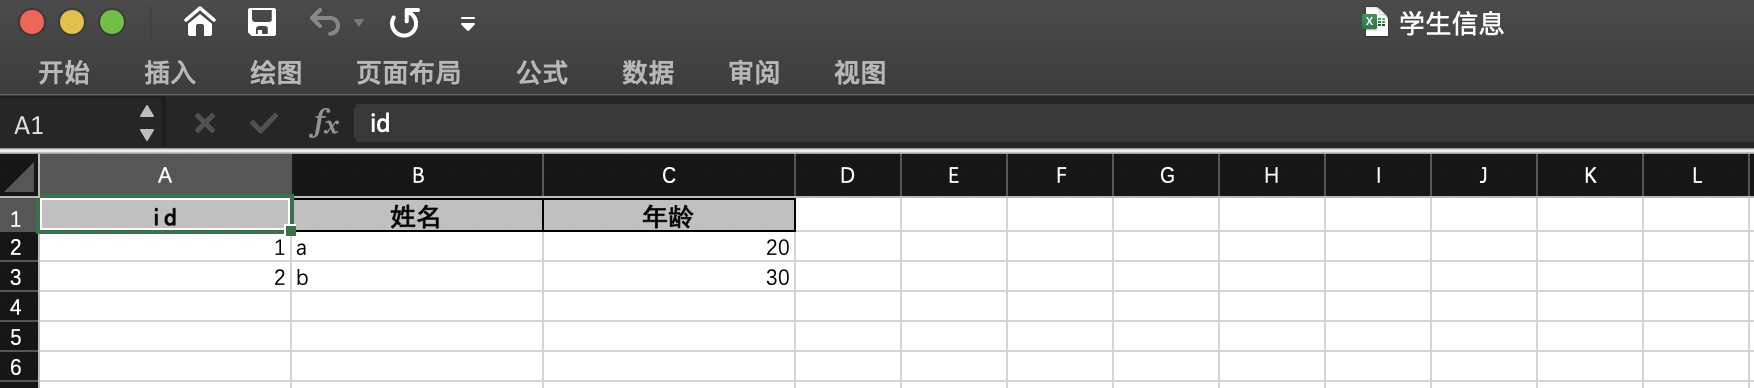 学生信息
开始 插入 绘图 页面布局 公式 数据 审阅 视图
A1 fx id
A B C D E F G H I J K L
1 id 姓名 年龄
2 1 a 20
3 2 b 30
4
5
6